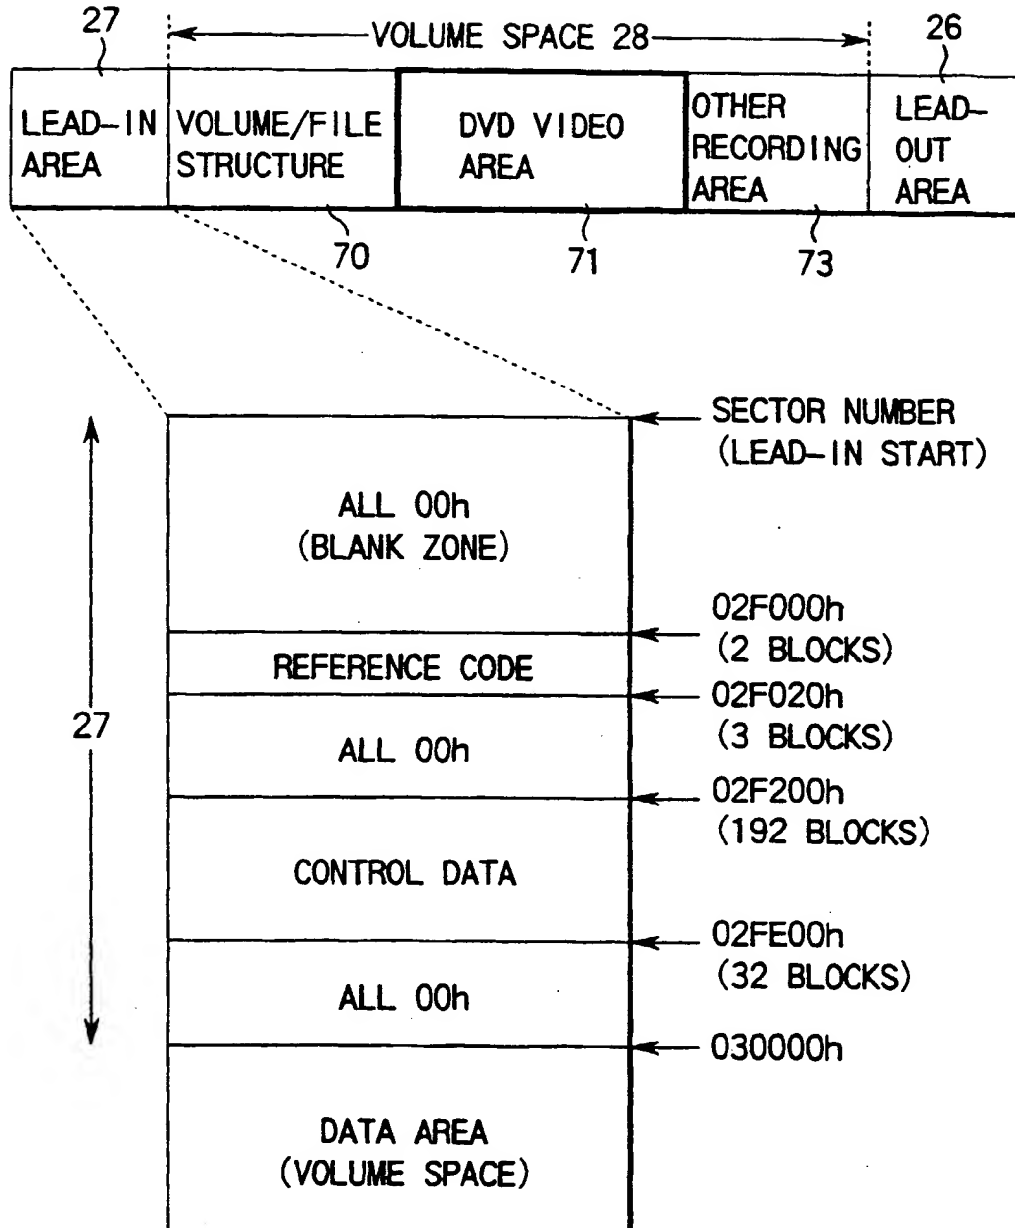 27
VOLUME SPACE 28
26
LEAD-IN
AREA
VOLUME/FILE
STRUCTURE
DVD VIDEO
AREA
OTHER
RECORDING
AREA
LEAD-
OUT
AREA
70
71
73
SECTOR NUMBER
(LEAD-IN START)
ALL 00h
(BLANK ZONE)
02F000h
(2 BLOCKS)
REFERENCE CODE
02F020h
(3 BLOCKS)
27
ALL 00h
02F200h
(192 BLOCKS)
CONTROL DATA
02FE00h
(32 BLOCKS)
ALL 00h
030000h
DATA AREA
(VOLUME SPACE)